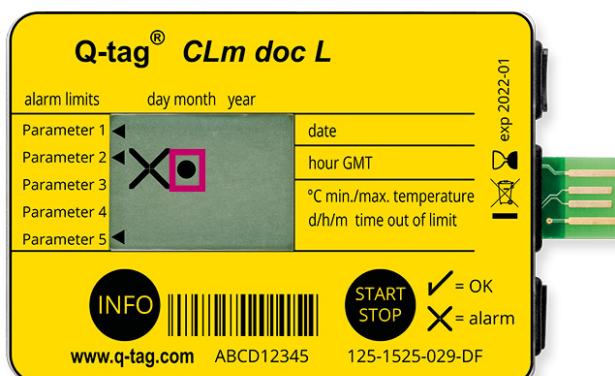 Q-tag® CLm doc L
alarm limits day month year
Parameter 1 date
Parameter 2 hour GMT
Parameter 3 °C min./max. temperature
Parameter 4 d/h/m time out of limit
Parameter 5
exp 2022-01
INFO
START
STOP
= OK
= alarm
www.q-tag.com ABCD12345 125-1525-029-DF